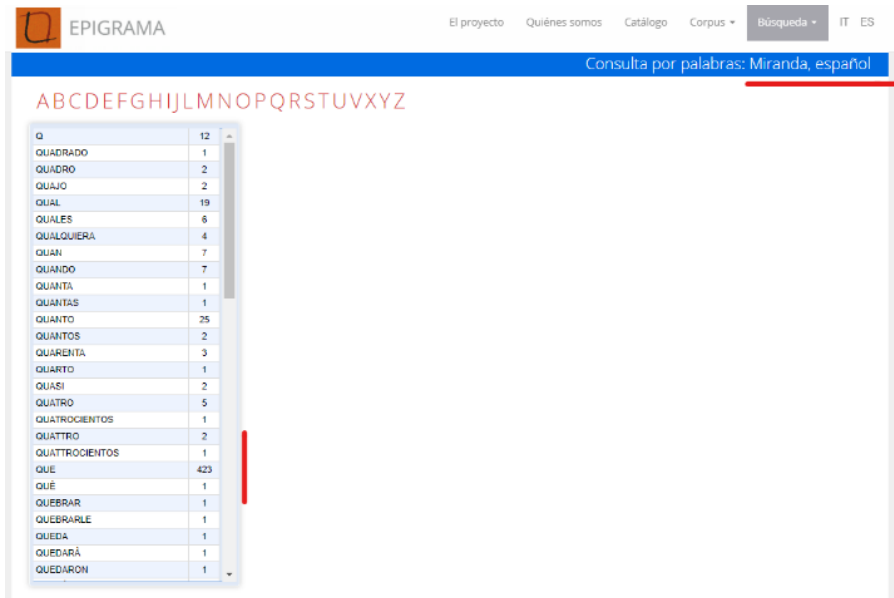 EPIGRAMA
El proyecto Quiénes somos Catálogo Corpus Búsqueda IT ES
Consulta por palabras: Miranda, español
ABCDEFGHIJLMNOPQRSTUVXYZ
Q 12
QUADRADO 1
QUADRO 2
QUAJO 2
QUAL 19
QUALES 6
QUALQUIERA 4
QUAN 7
QUANDO 7
QUANTA 1
QUANTAS 1
QUANTO 25
QUANTOS 2
QUARENTA 3
QUARTO 1
QUASI 2
QUATRO 5
QUATROCIENTOS 1
QUATTRO 2
QUATTROCIENTOS 1
QUE 423
QUÈ 1
QUEBRAR 1
QUEBRARLE 1
QUEDA 1
QUEDARÀ 1
QUEDARON 1